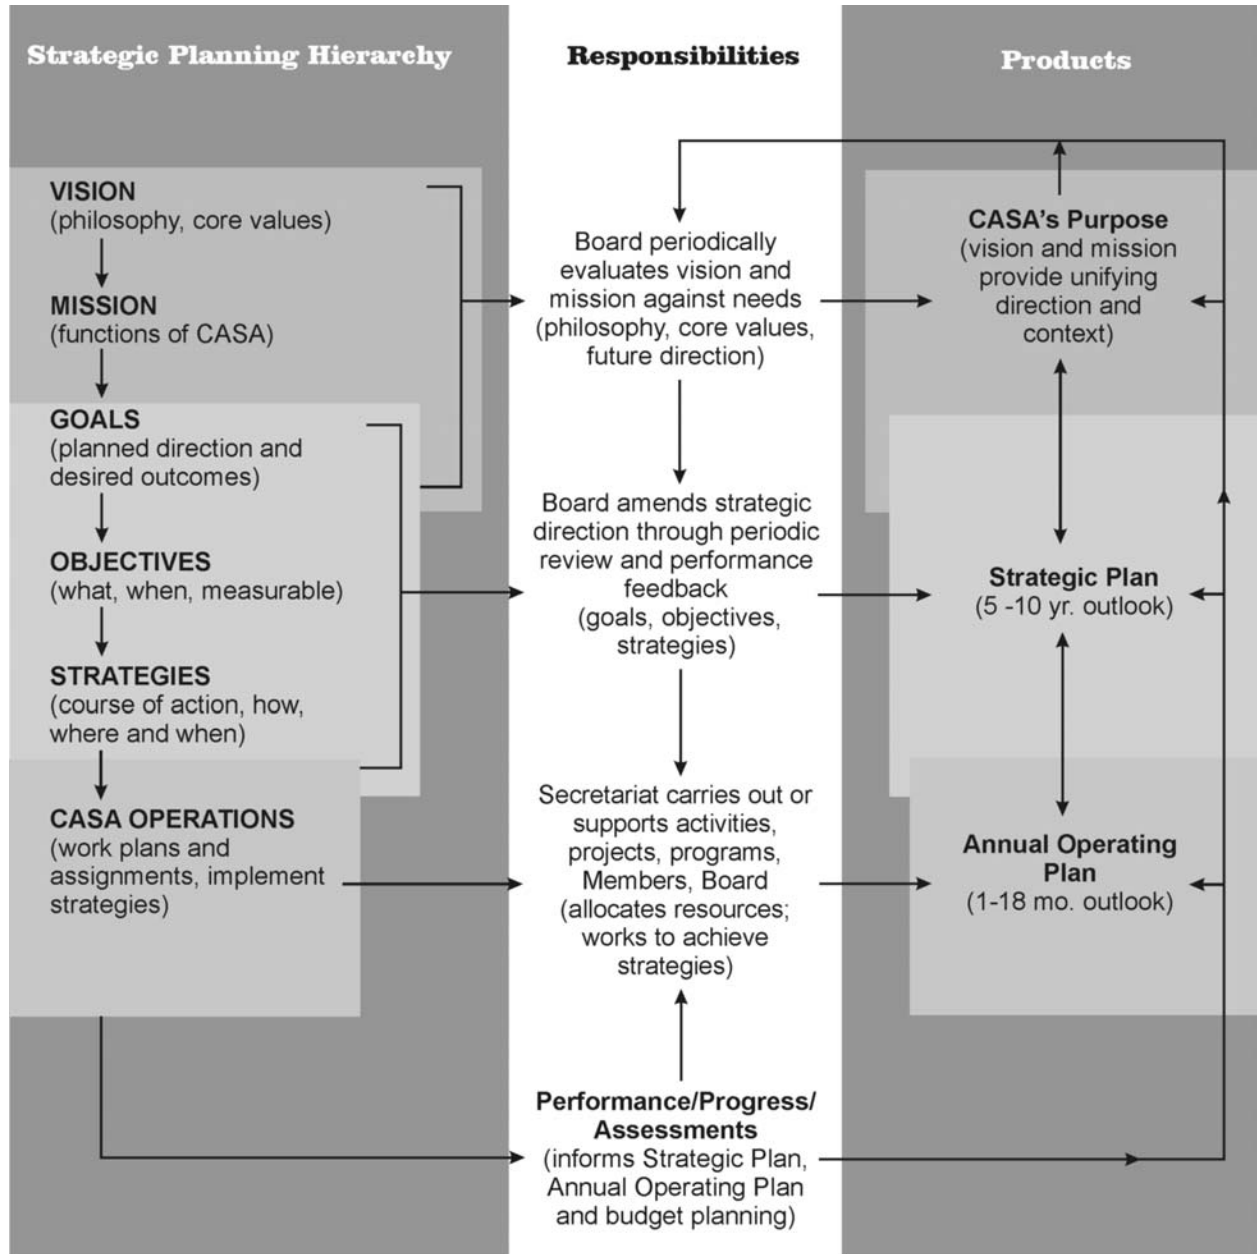 Strategic Planning Hierarchy
VISION
(philosophy, core values)
MISSION
(functions of CASA)
GOALS
(planned direction and
desired outcomes)
OBJECTIVES
(what, when, measurable)
STRATEGIES
(course of action, how,
where and when)
CASA OPERATIONS
(work plans and
assignments, implement
strategies)
Responsibilities
Board periodically
evaluates vision and
mission against needs
(philosophy, core values,
future direction)
Board amends strategic
direction through periodic
review and performance
feedback
(goals, objectives,
strategies)
Secretariat carries out or
supports activities,
projects, programs,
Members, Board
(allocates resources;
works to achieve
strategies)
Performance/Progress/
Assessments
(informs Strategic Plan,
Annual Operating Plan
and budget planning)
Products
CASA's Purpose
(vision and mission
provide unifying
direction and
context)
Strategic Plan
(5 -10 yr. outlook)
Annual Operating
Plan
(1-18 mo. outlook)